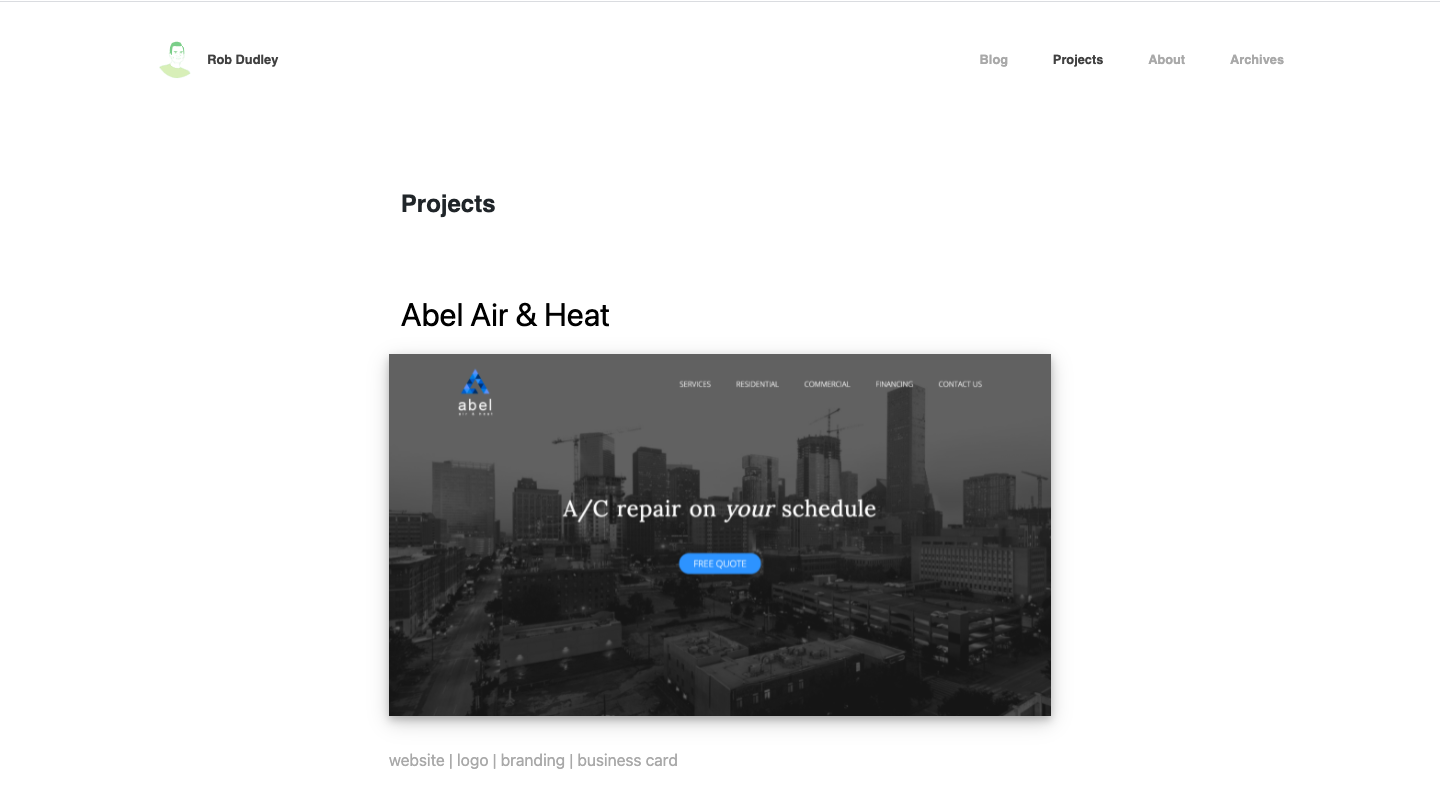 Rob Dudley
Blog Projects About Archives
Projects
Abel Air & Heat
abel
air & heat
SERVICES RESIDENTIAL COMMERCIAL FINANCING CONTACT US
A/C repair on your schedule
FREE QUOTE
website | logo | branding | business card